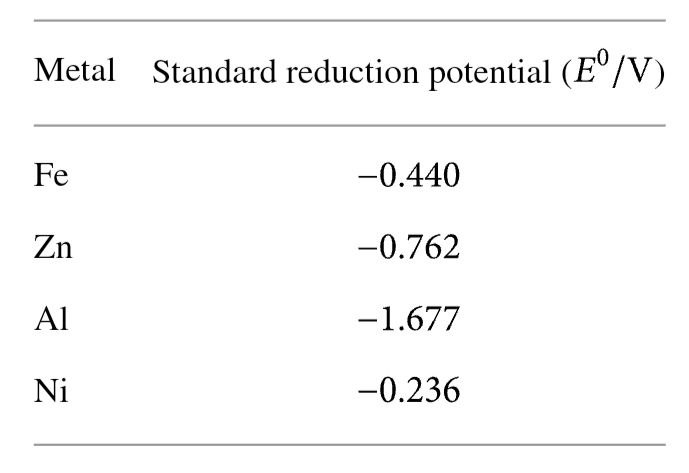 Metal Standard reduction potential (E⁰/V)
Fe −0.440
Zn −0.762
Al −1.677
Ni −0.236